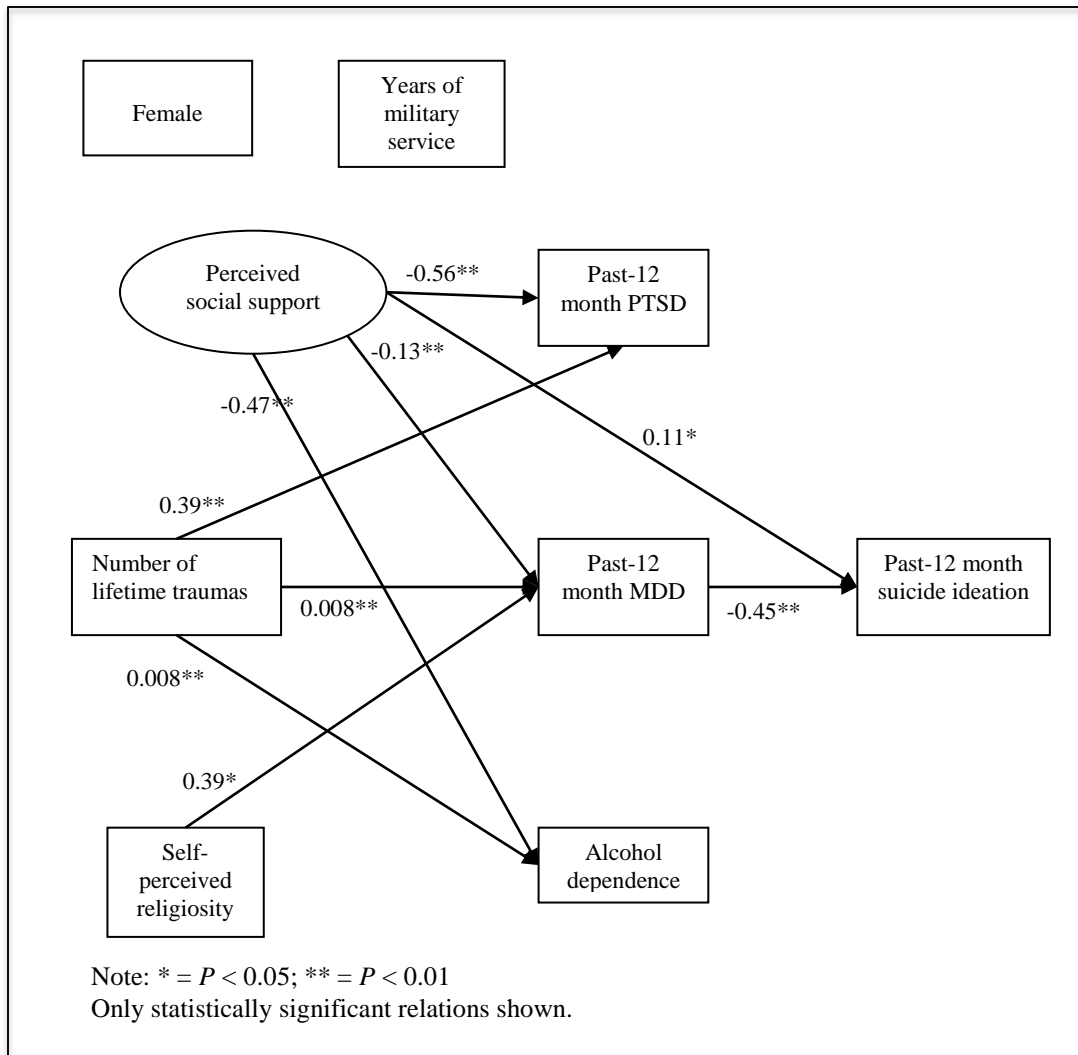 Female
Years of
military
service
Perceived
social support
-0.56**
Past-12
month PTSD
-0.13**
-0.47**
0.11*
0.39**
Number of
lifetime traumas
0.008**
Past-12
month MDD
-0.45**
Past-12 month
suicide ideation
0.008**
0.39*
Self-
perceived
religiosity
Alcohol
dependence
Note: * = P < 0.05; ** = P < 0.01
Only statistically significant relations shown.